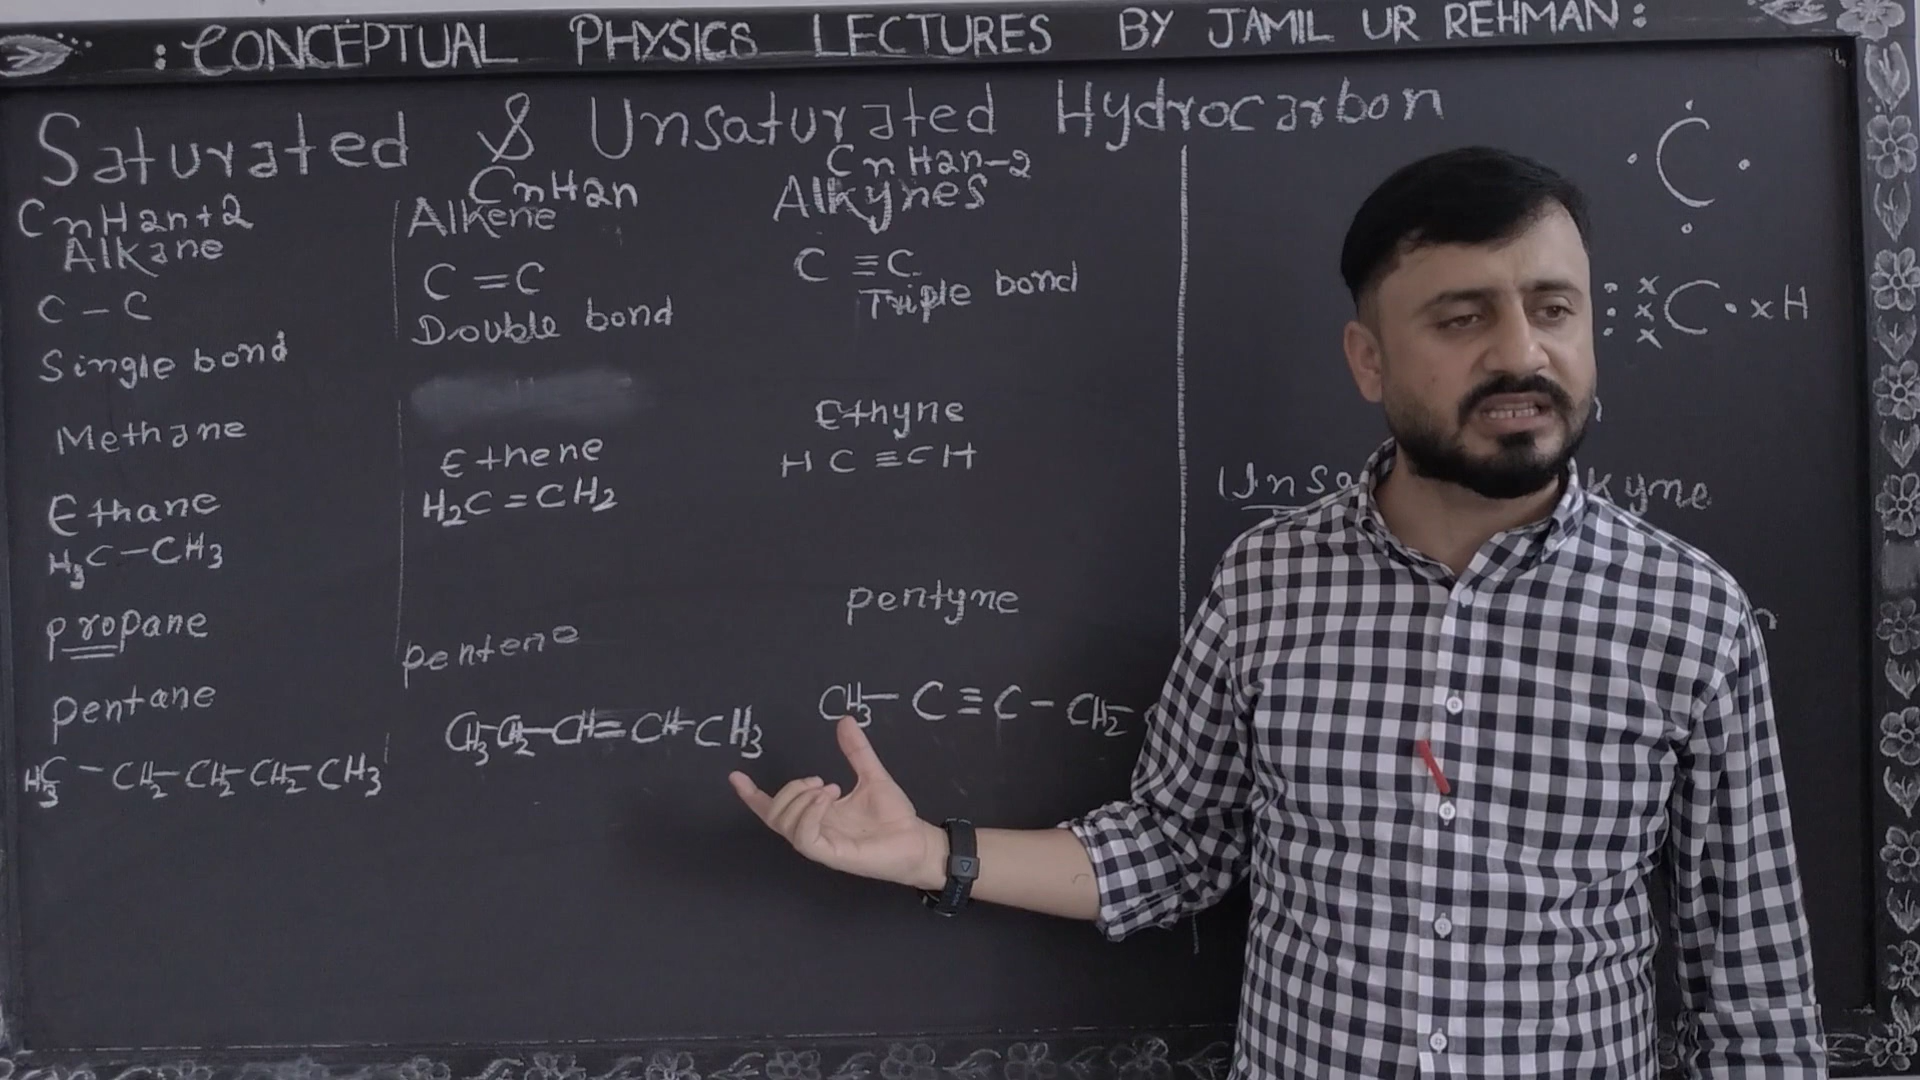 : CONCEPTUAL PHYSICS LECTURES BY JAMIL UR REHMAN :
Saturated & Unsaturated Hydrocarbon
CnH2n+2
Alkane
C - C
Single bond
Methane
Ethane
H3C - CH3
propane
pentane
H3C - CH2 - CH2 - CH2 - CH3
CnH2n
Alkene
C = C
Double bond
Ethene
H2C = CH2
pentene
CH3 - CH2 - CH = CH - CH3
CnH2n-2
Alkynes
C ≡ C
Triple bond
Ethyne
HC ≡ CH
pentyne
CH3 - C ≡ C - CH2 -
C
C·xH